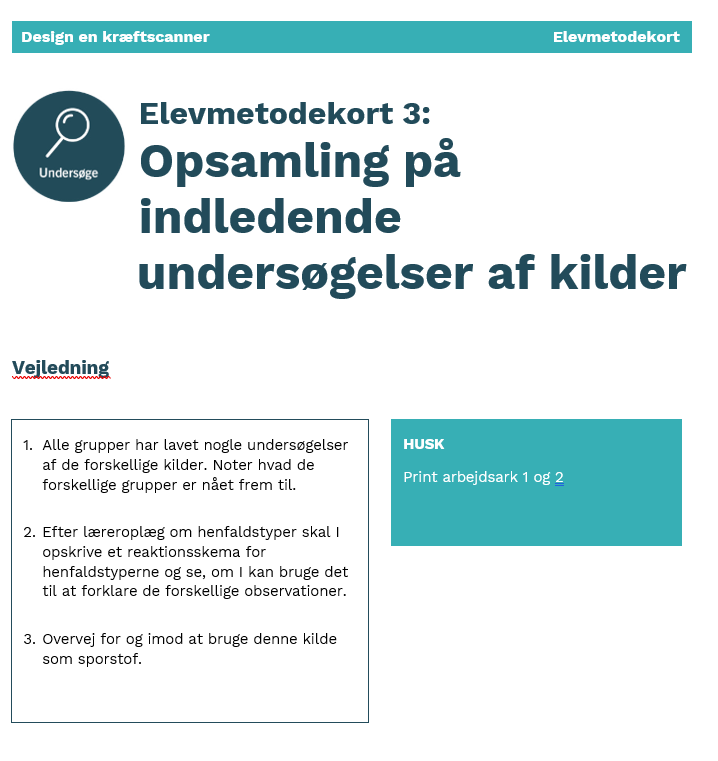 Design en kræftscanner
Elevmetodekort
Undersøge
Elevmetodekort 3:
Opsamling på
indledende
undersøgelser af kilder
Vejledning
1. Alle grupper har lavet nogle undersøgelser
af de forskellige kilder. Noter hvad de
forskellige grupper er nået frem til.
2. Efter læreroplæg om henfaldstyper skal I
opskrive et reaktionsskema for
henfaldstyperne og se, om I kan bruge det
til at forklare de forskellige observationer.
3. Overvej for og imod at bruge denne kilde
som sporstof.
HUSK
Print arbejdsark 1 og 2